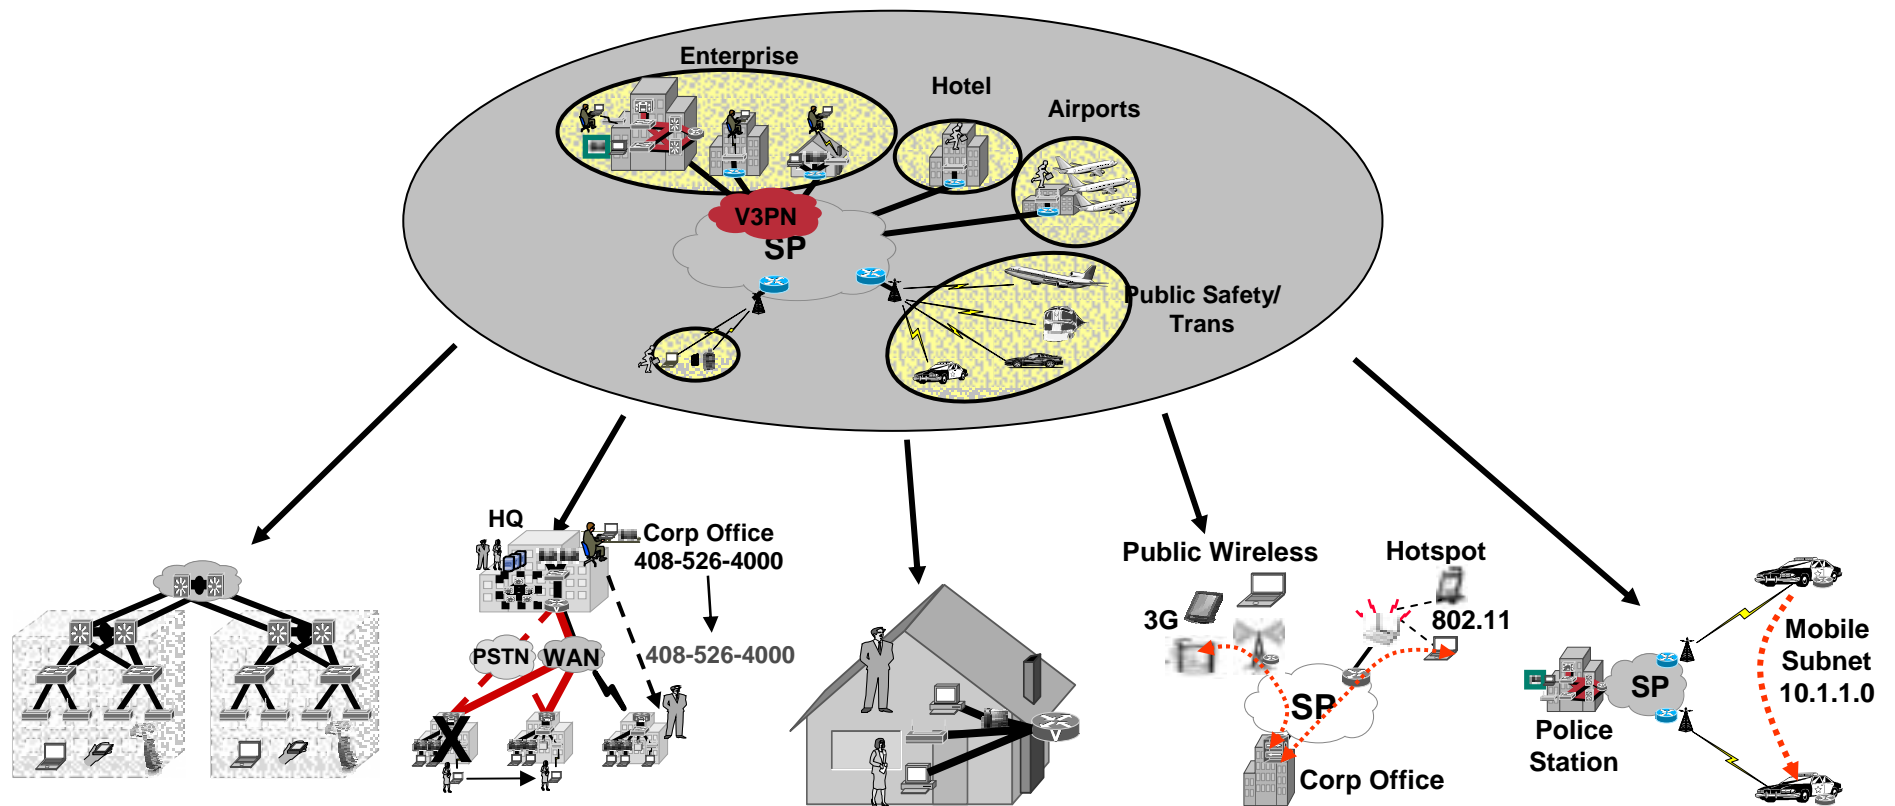 Enterprise
Hotel
Airports
V3PN
SP
Public Safety/
Trans
HQ
Corp Office
408-526-4000
PSTN
WAN
408-526-4000
X
V
V
Public Wireless
Hotspot
3G
802.11
SP
Corp Office
SP
Police
Station
Mobile
Subnet
10.1.1.0